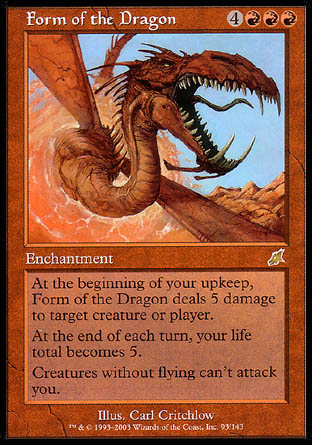 Form of the Dragon 4
Enchantment
At the beginning of your upkeep,
Form of the Dragon deals 5 damage
to target creature or player.
At the end of each turn, your life
total becomes 5.
Creatures without flying can't attack
you.
Illus. Carl Critchlow
™ & © 1993-2003 Wizards of the Coast, Inc. 93/143